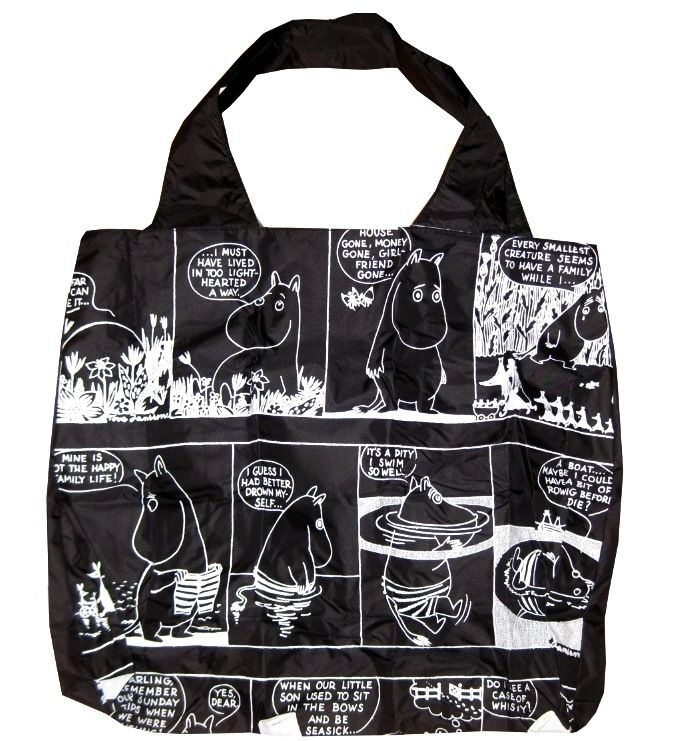 FAR
CAN
E IT...
...I MUST
HAVE LIVED
IN TOO LIGHT-
HEARTED
A WAY.
HOUSE
GONE, MONEY
GONE, GIRL-
FRIEND
GONE...
EVERY SMALLEST
CREATURE SEEMS
TO HAVE A FAMILY
WHILE I...
Tove Jansson
MINE IS
OT THE HAPPY
FAMILY LIFE!
I GUESS I
HAD BETTER
DROWN MY-
SELF...
IT'S A PITY
I SWIM
SO WELL
A BOAT....
MAYBE I COULD
HAVE A BIT OF
ROWIG BEFORE
DIE?
ARLING,
REMEMBER
OUR SUNDAY
TRIPS WHEN
WE WERE
YES,
DEAR.
WHEN OUR LITTLE
SON USED TO SIT
IN THE BOWS
AND BE
SEASICK...
DO I SEE A
CASE OF
WHISKY!